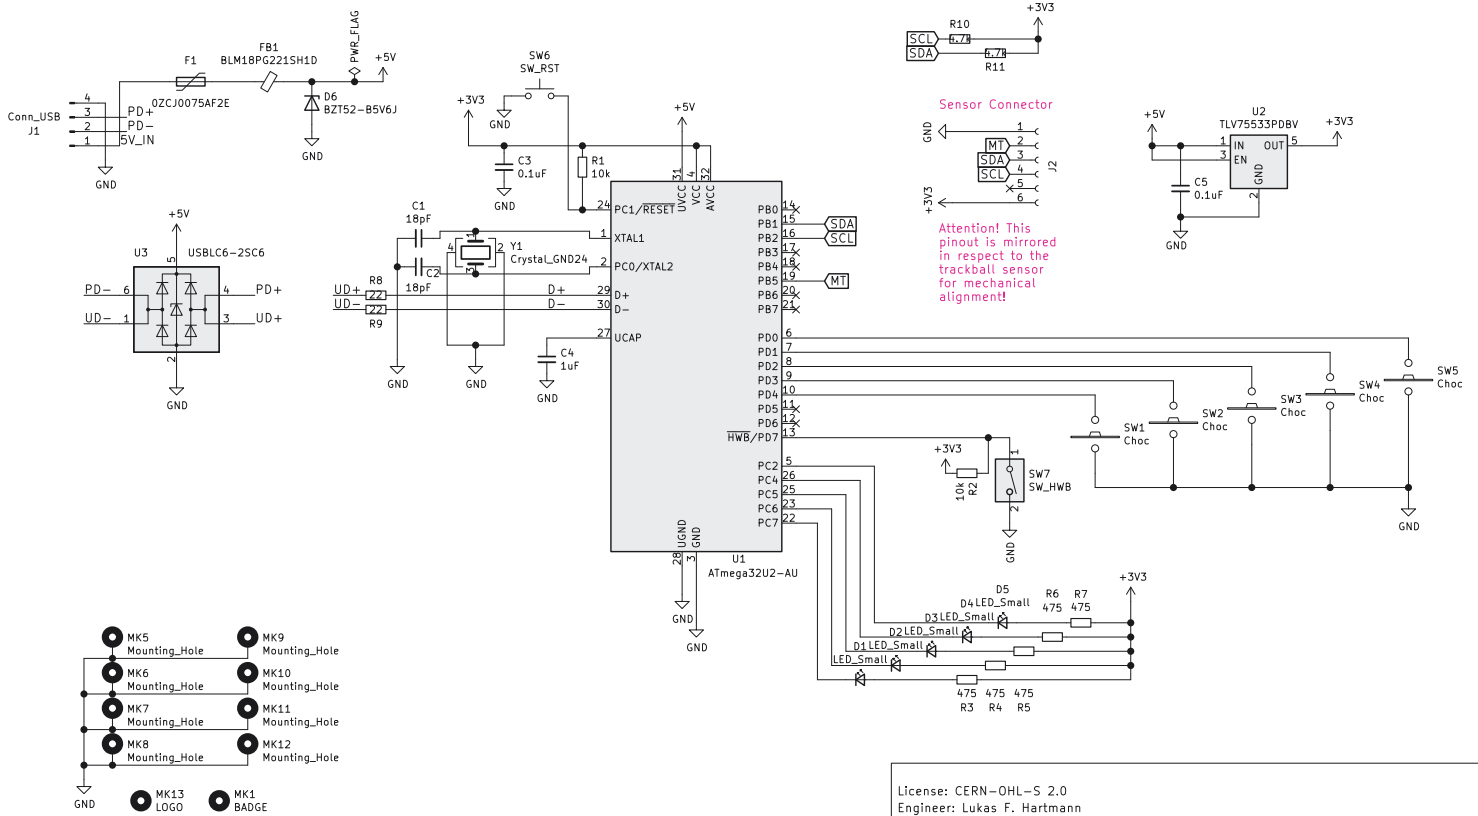 +3V3
R10
SCL
4.7k
SDA
4.7k
R11
PWR_FLAG
FB1
BLM18PG221SH1D
+5V
F1
0ZCJ0075AF2E
D6
BZT52-B5V6J
GND
Conn_USB
J1
4
3
PD+
2
PD-
1
5V_IN
GND
SW6
SW_RST
+3V3
GND
C3
0.1uF
GND
R1
10k
+5V
Sensor Connector
GND
1
MT
2
SDA
3
SCL
4
5
+3V3
6
J2
Attention! This
pinout is mirrored
in respect to the
trackball sensor
for mechanical
alignment!
U2
TLV75533PDBV
+5V
+3V3
1
IN
OUT
5
3
EN
GND
2
C5
0.1uF
GND
+5V
U3
USBLC6-2SC6
5
PD-
6
4
PD+
UD-
1
3
UD+
2
GND
C1
18pF
C2
18pF
1
4
2
3
Y1
Crystal_GND24
R8
UD+
22
D+
UD-
22
D-
R9
GND
GND
C4
1uF
GND
31
UVCC
4
VCC
32
AVCC
24
PC1/RESET
1
XTAL1
2
PC0/XTAL2
29
D+
30
D-
27
UCAP
PB0
14
PB1
15
SDA
PB2
16
SCL
PB3
17
PB4
18
PB5
19
MT
PB6
20
PB7
21
PD0
6
PD1
7
PD2
8
PD3
9
PD4
10
PD5
11
PD6
12
HWB/PD7
13
PC2
5
PC4
26
PC5
25
PC6
23
PC7
22
28
UGND
3
GND
U1
ATmega32U2-AU
GND
GND
SW1
Choc
SW2
Choc
SW3
Choc
SW4
Choc
SW5
Choc
GND
+3V3
10k
R2
1
SW7
SW_HWB
2
GND
D5
LED_Small
D4
LED_Small
D3
LED_Small
D2
LED_Small
D1
LED_Small
R6
475
R7
475
+3V3
475
R3
475
R4
475
R5
MK5
Mounting_Hole
MK9
Mounting_Hole
MK6
Mounting_Hole
MK10
Mounting_Hole
MK7
Mounting_Hole
MK11
Mounting_Hole
MK8
Mounting_Hole
MK12
Mounting_Hole
GND
MK13
LOGO
MK1
BADGE
License: CERN-OHL-S 2.0
Engineer: Lukas F. Hartmann